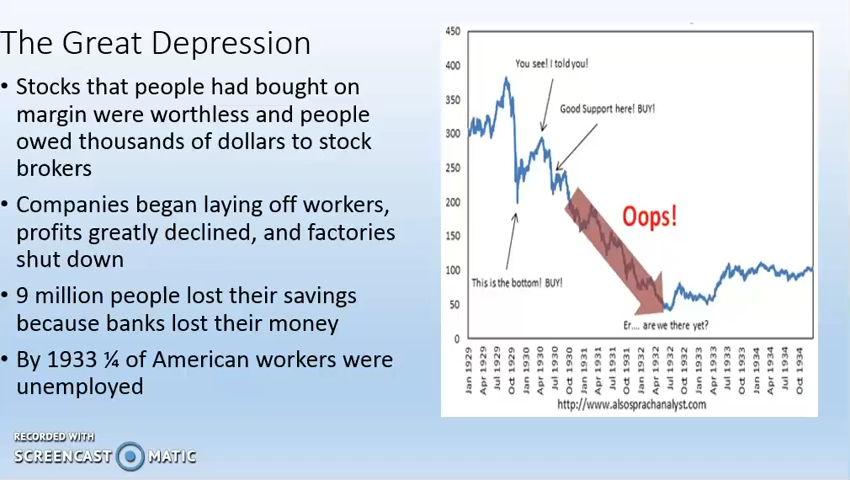 The Great Depression
• Stocks that people had bought on
margin were worthless and people
owed thousands of dollars to stock
brokers
• Companies began laying off workers,
profits greatly declined, and factories
shut down
• 9 million people lost their savings
because banks lost their money
• By 1933 ¼ of American workers were
unemployed
RECORDED WITH
SCREENCAST MATIC
450
400
350
300
250
200
150
100
50
0
You see! I told you!
Good Support here! BUY!
Oops!
This is the bottom! BUY!
Er.... are we there yet?
Jan 1929
Apr 1929
Jul 1929
Oct 1929
Jan 1930
Apr 1930
Jul 1930
Oct 1930
Jan 1931
Apr 1931
Jul 1931
Oct 1931
Jan 1932
Apr 1932
Jul 1932
Oct 1932
Jan 1933
Apr 1933
Jul 1933
Oct 1933
Jan 1934
Apr 1934
Jul 1934
Oct 1934
http://www.alsosprachanalyst.com